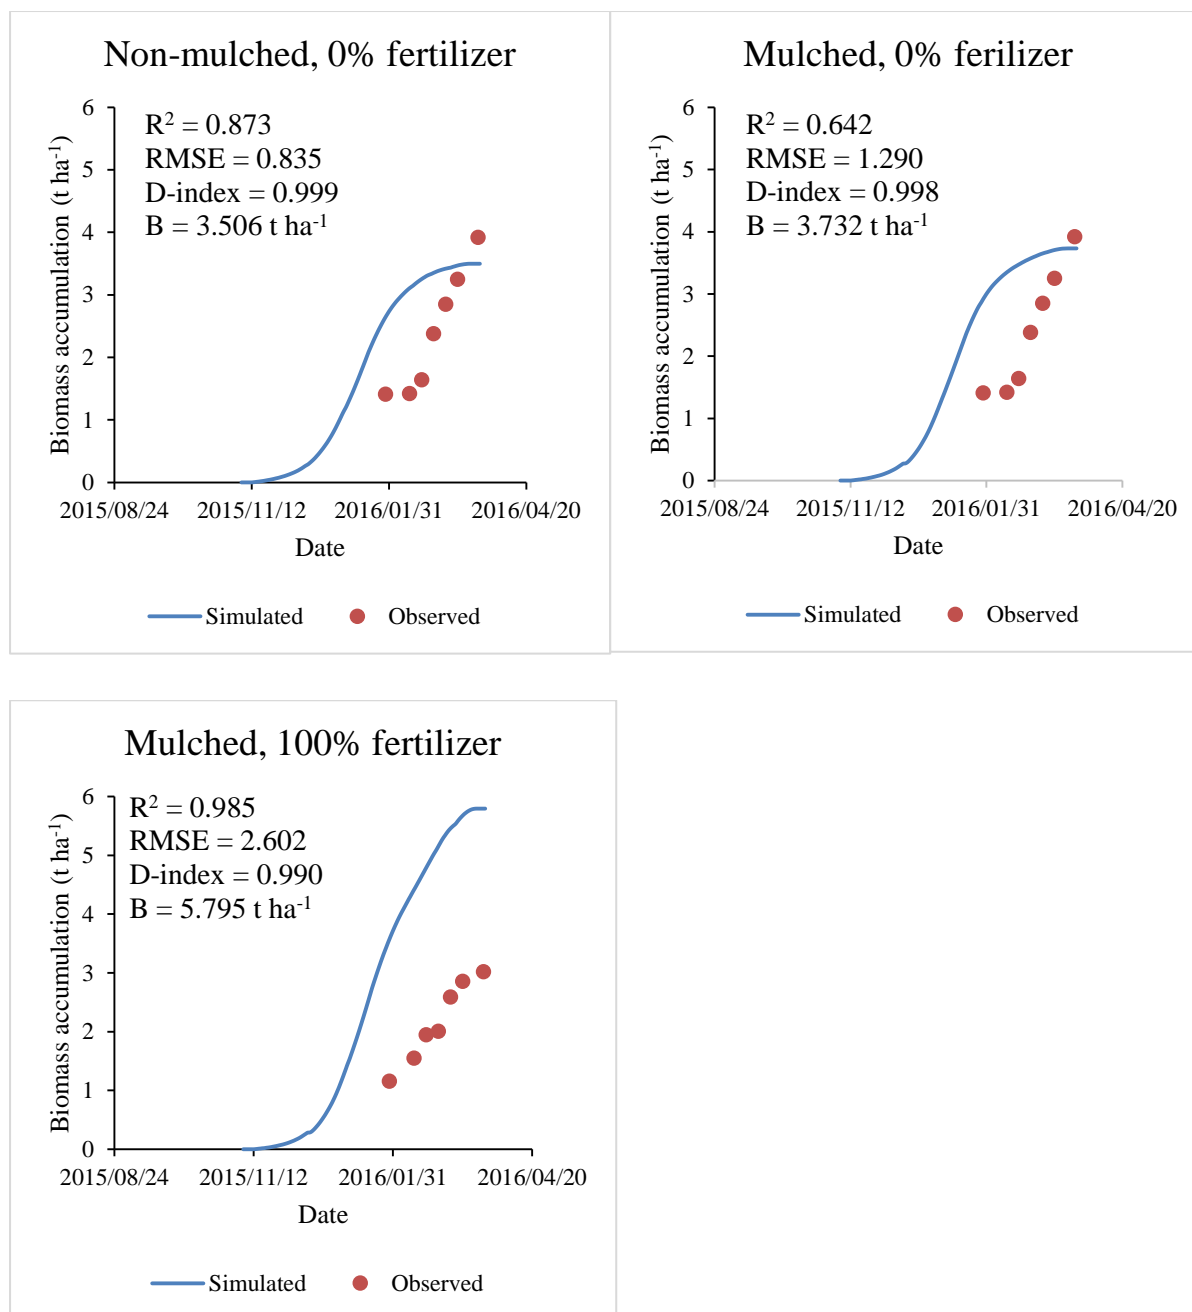 Non-mulched, 0% fertilizer
R² = 0.873
RMSE = 0.835
D-index = 0.999
B = 3.506 t ha⁻¹
Biomass accumulation (t ha⁻¹)
6
5
4
3
2
1
0
2015/08/24 2015/11/12 2016/01/31 2016/04/20
Date
Simulated Observed
Mulched, 0% ferilizer
R² = 0.642
RMSE = 1.290
D-index = 0.998
B = 3.732 t ha⁻¹
Biomass accumulation (t ha⁻¹)
6
5
4
3
2
1
0
2015/08/24 2015/11/12 2016/01/31 2016/04/20
Date
Simulated Observed
Mulched, 100% fertilizer
R² = 0.985
RMSE = 2.602
D-index = 0.990
B = 5.795 t ha⁻¹
Biomass accumulation (t ha⁻¹)
6
5
4
3
2
1
0
2015/08/24 2015/11/12 2016/01/31 2016/04/20
Date
Simulated Observed